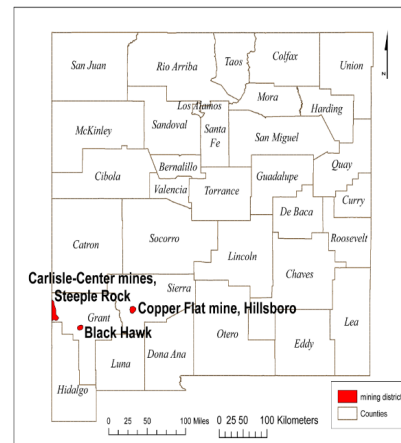 N
San Juan
Rio Arriba
Taos
Colfax
Union
Los Alamos
Mora
Harding
McKinley
Sandoval
Santa
Fe
San Miguel
Bernalillo
Quay
Cibola
Valencia
Torrance
Guadalupe
Curry
De Baca
Roosevelt
Catron
Socorro
Lincoln
Chaves
Carlisle-Center mines,
Steeple Rock
Sierra
Grant
Copper Flat mine, Hillsboro
Black Hawk
Otero
Lea
Luna
Dona Ana
Eddy
Hidalgo
0 25 50 100 Miles
0 25 50 100 Kilometers
mining district
Counties